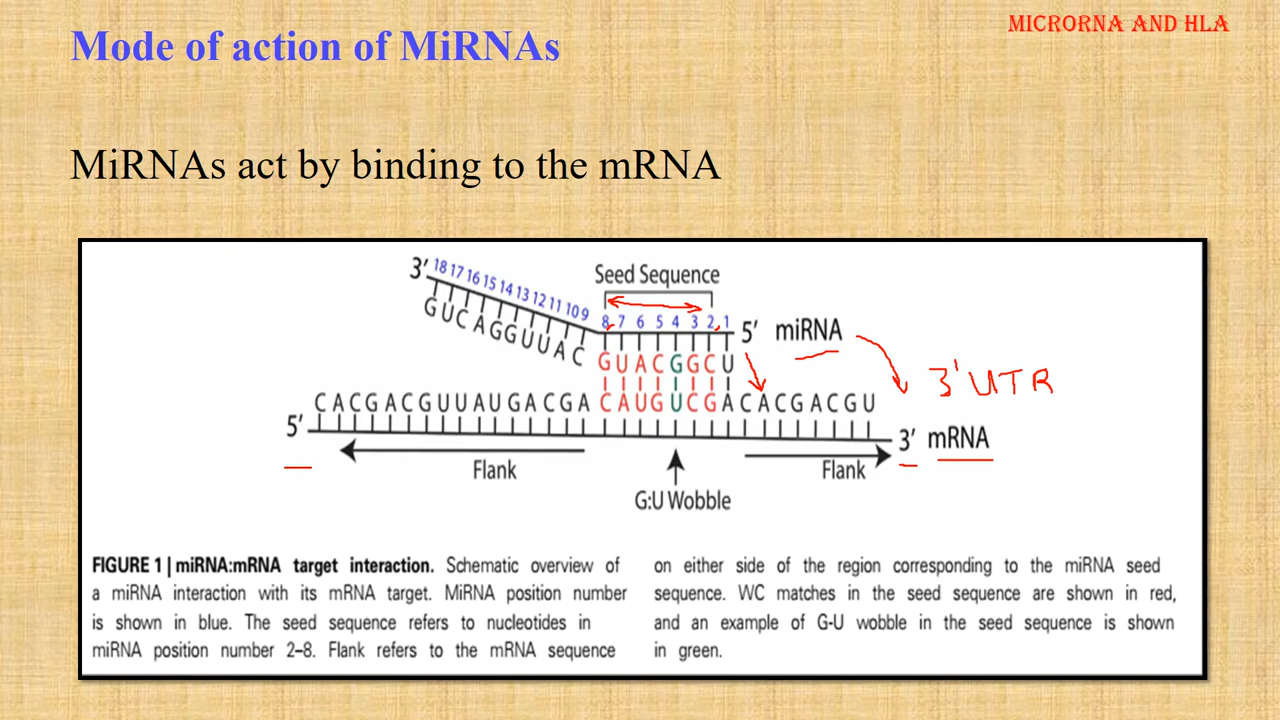 MICRORNA AND HLA
Mode of action of MiRNAs
MiRNAs act by binding to the mRNA
3′ 18 17 16 15 14 13 12 11 10 9
Seed Sequence
8 7 6 5 4 3 2 1 5′ miRNA
G U C A G G U U A C G U A C G G C U
3' UTR
C A C G A C G U U A U G A C G A C A U G U C G A C A C G A C G U
5′ 3′ mRNA
Flank Flank
G:U Wobble
FIGURE 1 | miRNA:mRNA target interaction. Schematic overview of
a miRNA interaction with its mRNA target. MiRNA position number
is shown in blue. The seed sequence refers to nucleotides in
miRNA position number 2–8. Flank refers to the mRNA sequence
on either side of the region corresponding to the miRNA seed
sequence. WC matches in the seed sequence are shown in red,
and an example of G-U wobble in the seed sequence is shown
in green.